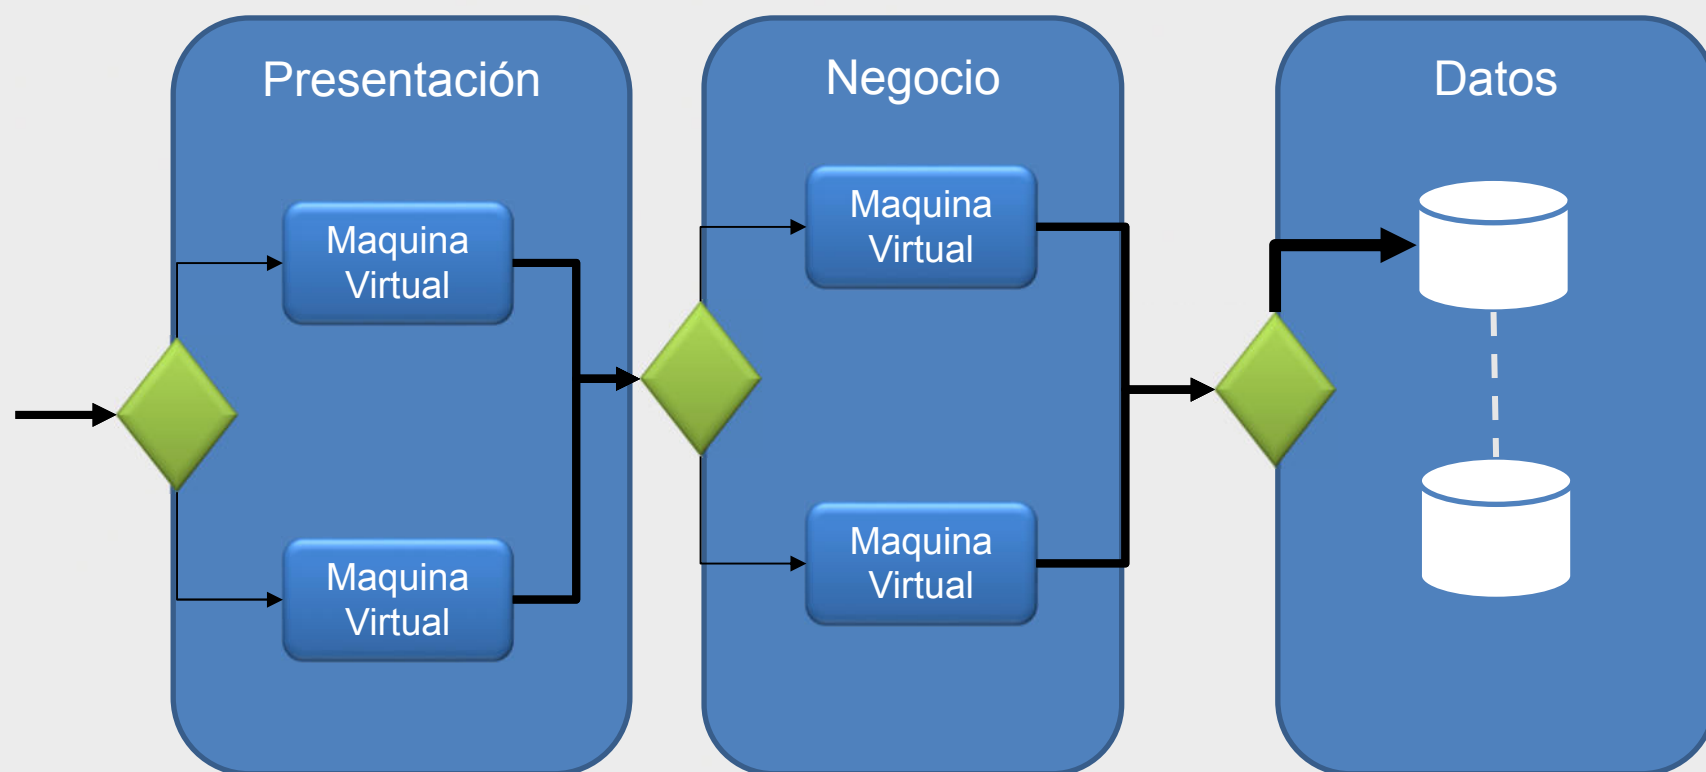 Presentación
Maquina
Virtual
Maquina
Virtual
Negocio
Maquina
Virtual
Maquina
Virtual
Datos